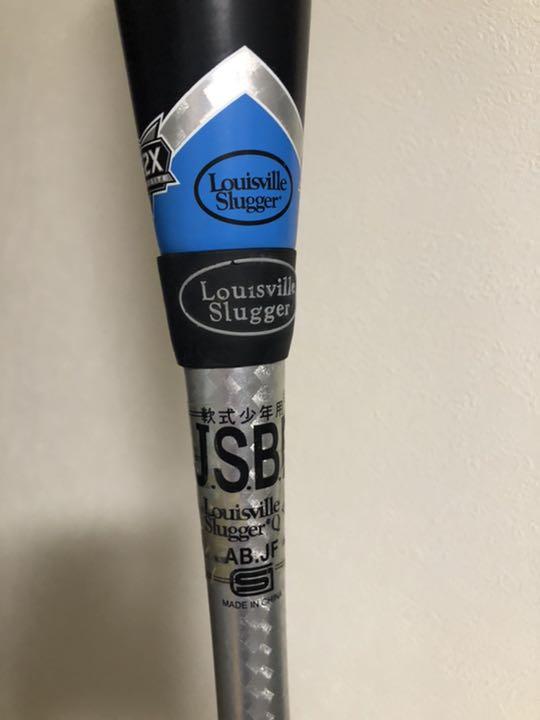 2X
Louisville
Slugger®
Louisville
Slugger
軟式少年用
J.S.B.B
Louisville
Slugger®
AB.JF
S
MADE IN CHINA